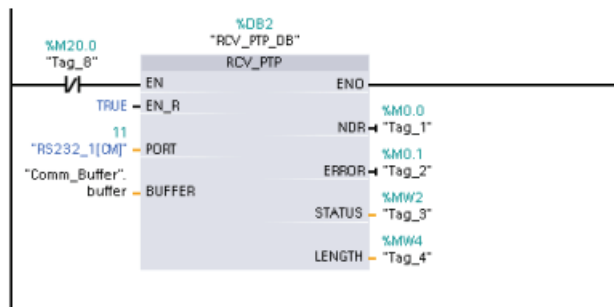 %DB2
"RCV_PTP_DB"
%M20.0
"Tag_8"
RCV_PTP
EN
ENO
TRUE
EN_R
%M0.0
NDR
"Tag_1"
11
"RS232_1[CM]"
PORT
%M0.1
ERROR
"Tag_2"
"Comm_Buffer".
buffer
BUFFER
%MW2
STATUS
"Tag_3"
%MW4
LENGTH
"Tag_4"